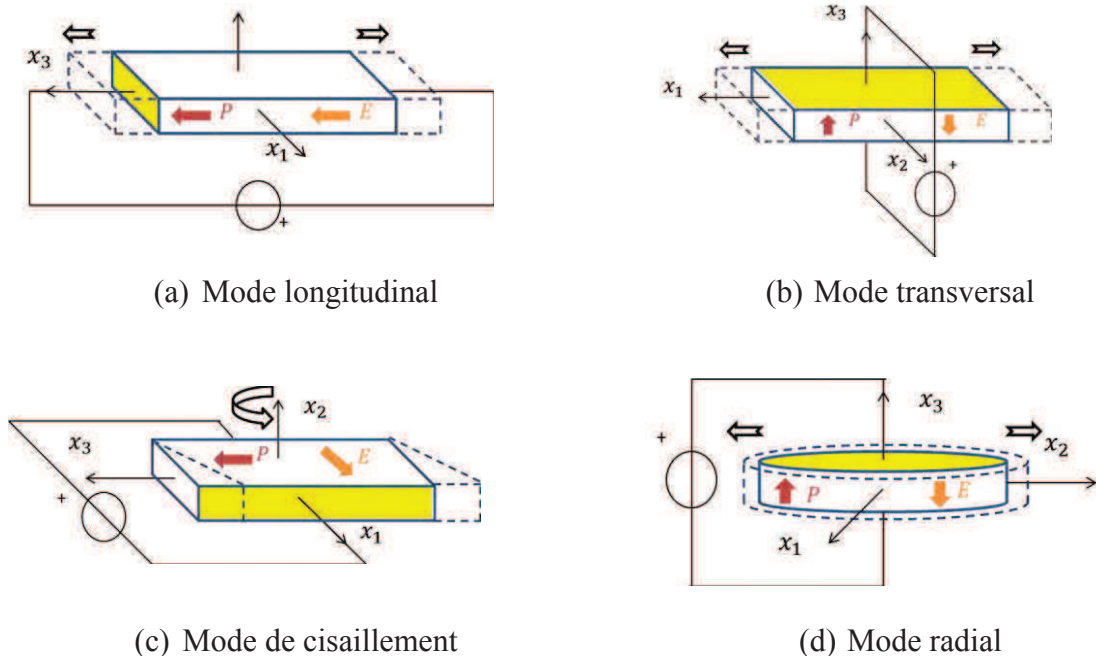 x₃
P
E
x₁
+
(a) Mode longitudinal
x₃
x₁
P
E
x₂
+
(b) Mode transversal
x₂
x₃
P
E
+
x₁
(c) Mode de cisaillement
x₃
+
x₂
P
E
x₁
(d) Mode radial